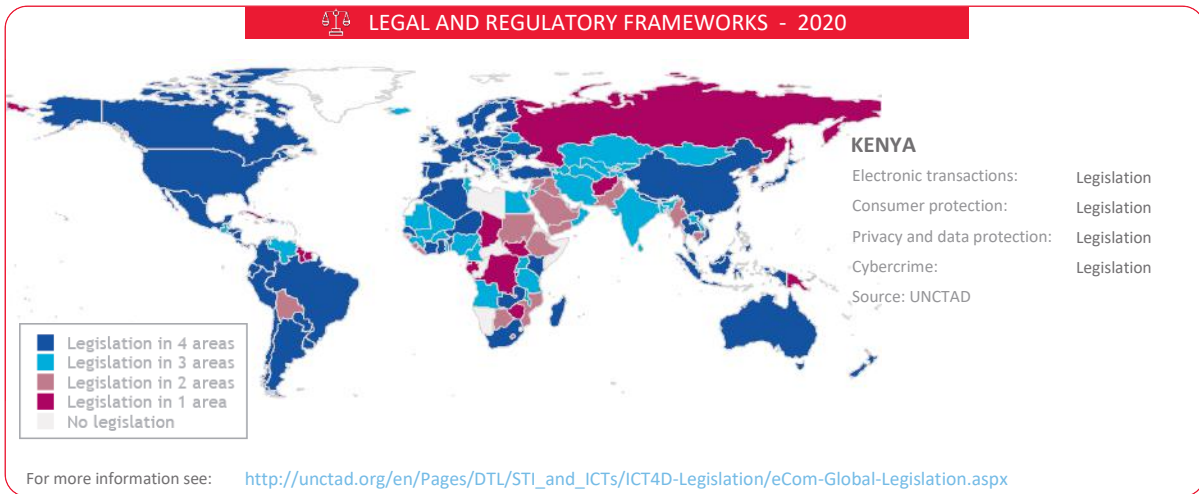 LEGAL AND REGULATORY FRAMEWORKS - 2020
KENYA
Electronic transactions: Legislation
Consumer protection: Legislation
Privacy and data protection: Legislation
Cybercrime: Legislation
Source: UNCTAD
Legislation in 4 areas
Legislation in 3 areas
Legislation in 2 areas
Legislation in 1 area
No legislation
For more information see: http://unctad.org/en/Pages/DTL/STI_and_ICTs/ICT4D-Legislation/eCom-Global-Legislation.aspx